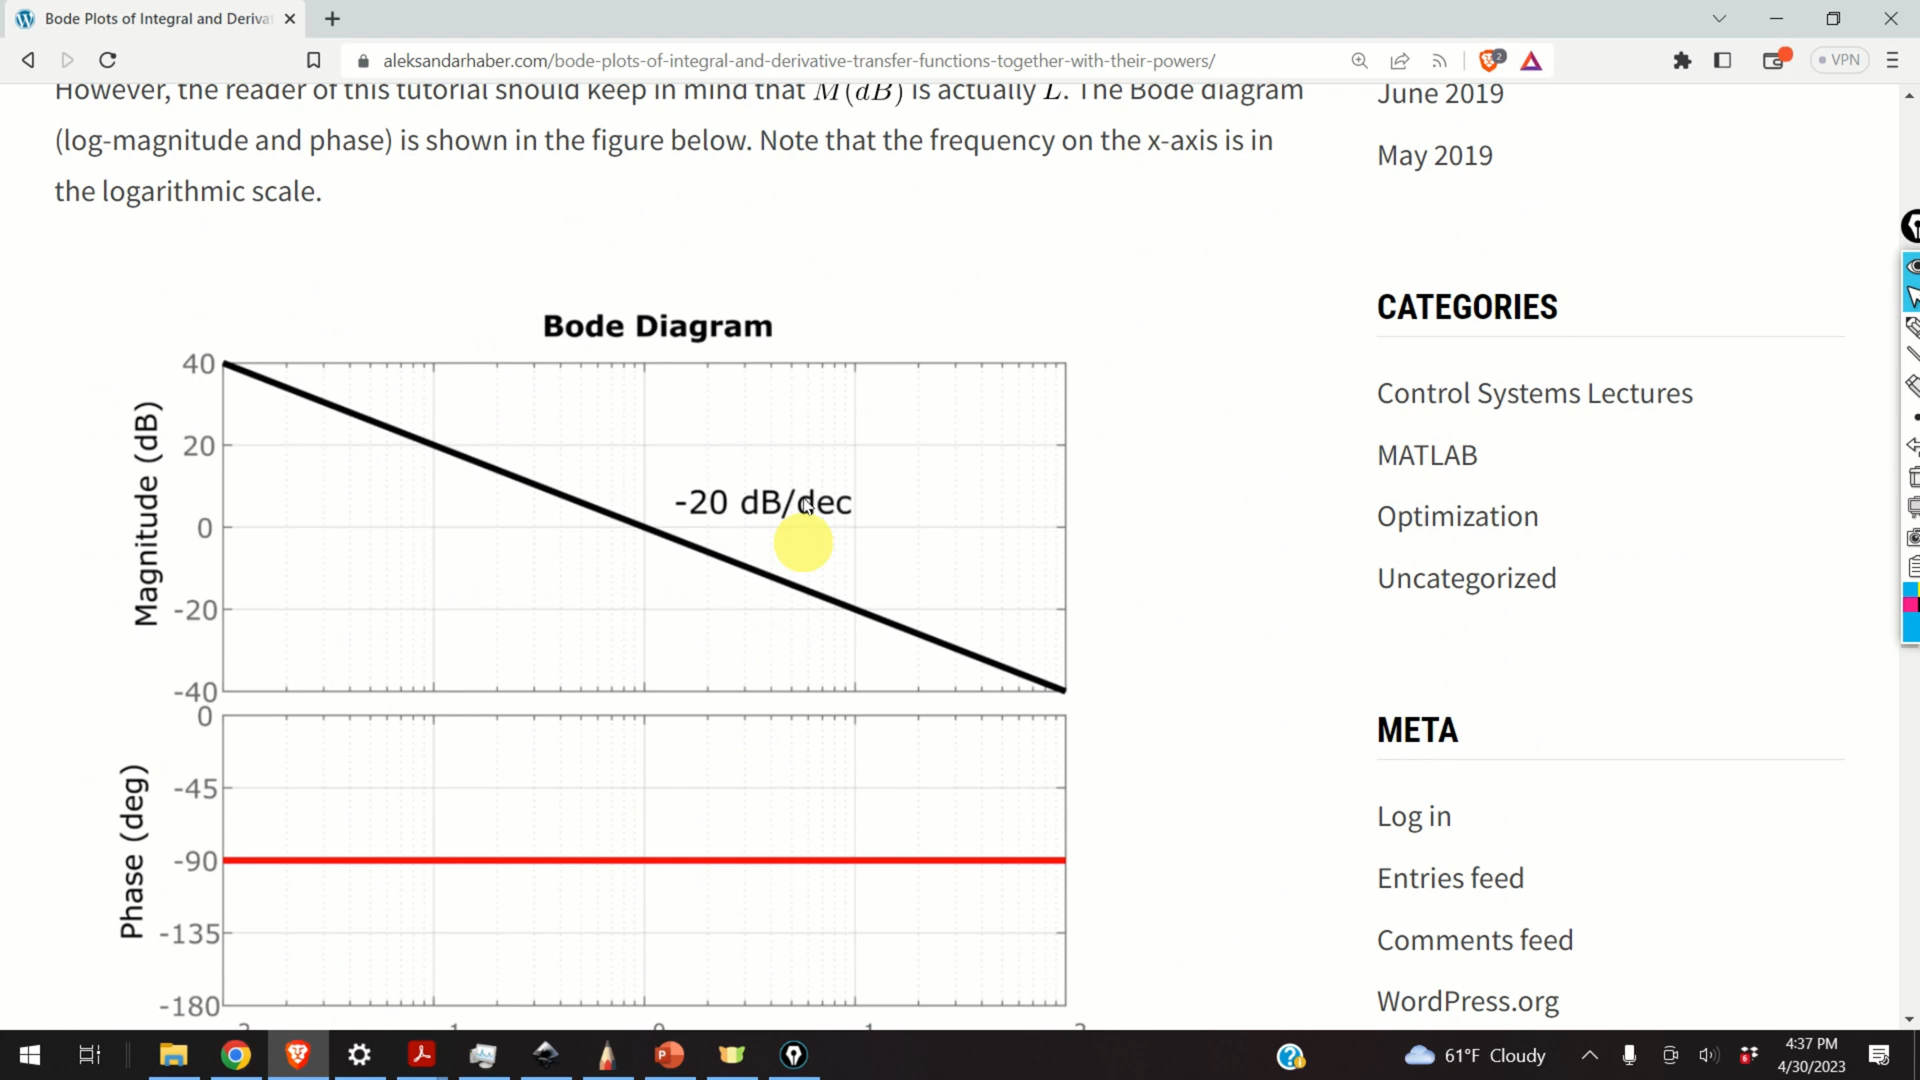 Bode Plots of Integral and Deriva
aleksandarhaber.com/bode-plots-of-integral-and-derivative-transfer-functions-together-with-their-powers/
2
VPN
However, the reader of this tutorial should keep in mind that M(dB) is actually L. The Bode diagram
(log-magnitude and phase) is shown in the figure below. Note that the frequency on the x-axis is in
the logarithmic scale.
Bode Diagram
Magnitude (dB)
40
20
0
-20
-40
-20 dB/dec
Phase (deg)
0
-45
-90
-135
-180
June 2019
May 2019
CATEGORIES
Control Systems Lectures
MATLAB
Optimization
Uncategorized
META
Log in
Entries feed
Comments feed
WordPress.org
61°F Cloudy
4:37 PM
4/30/2023